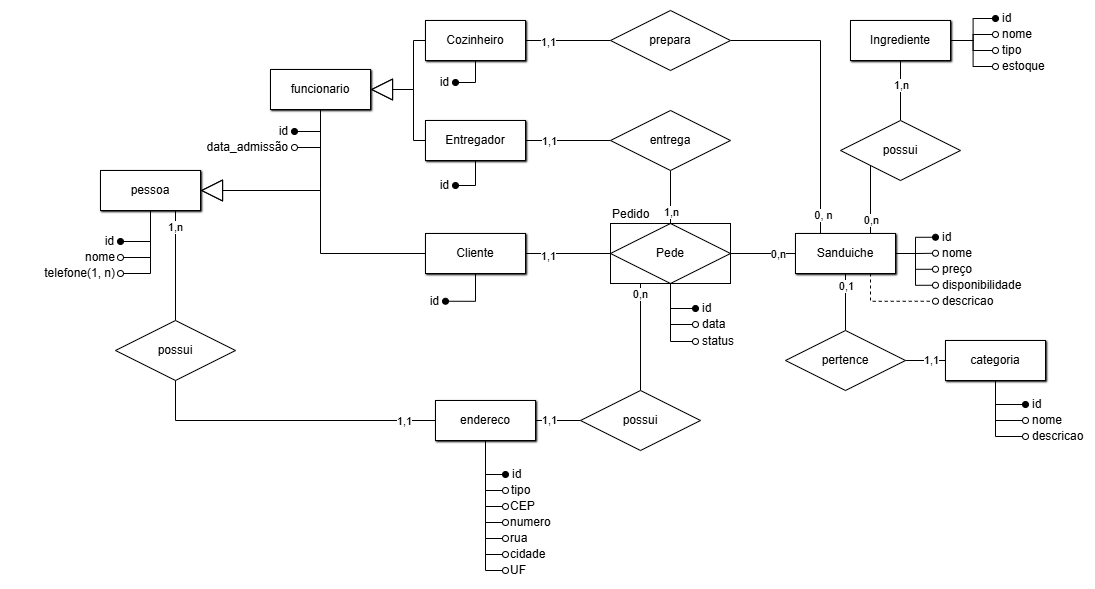 Cozinheiro
1,1
prepara
id
Ingrediente
id
nome
tipo
estoque
funcionario
id
data_admissão
1,n
Entregador
1,1
entrega
id
possui
pessoa
1,n
id
nome
telefone(1, n)
Pedido
1,n
0, n
0,n
Cliente
1,1
Pede
0,n
Sanduiche
id
nome
preço
disponibilidade
descricao
id
0,n
id
data
status
0,1
possui
pertence
1,1
categoria
id
nome
descricao
1,1
endereco
1,1
possui
id
tipo
CEP
numero
rua
cidade
UF